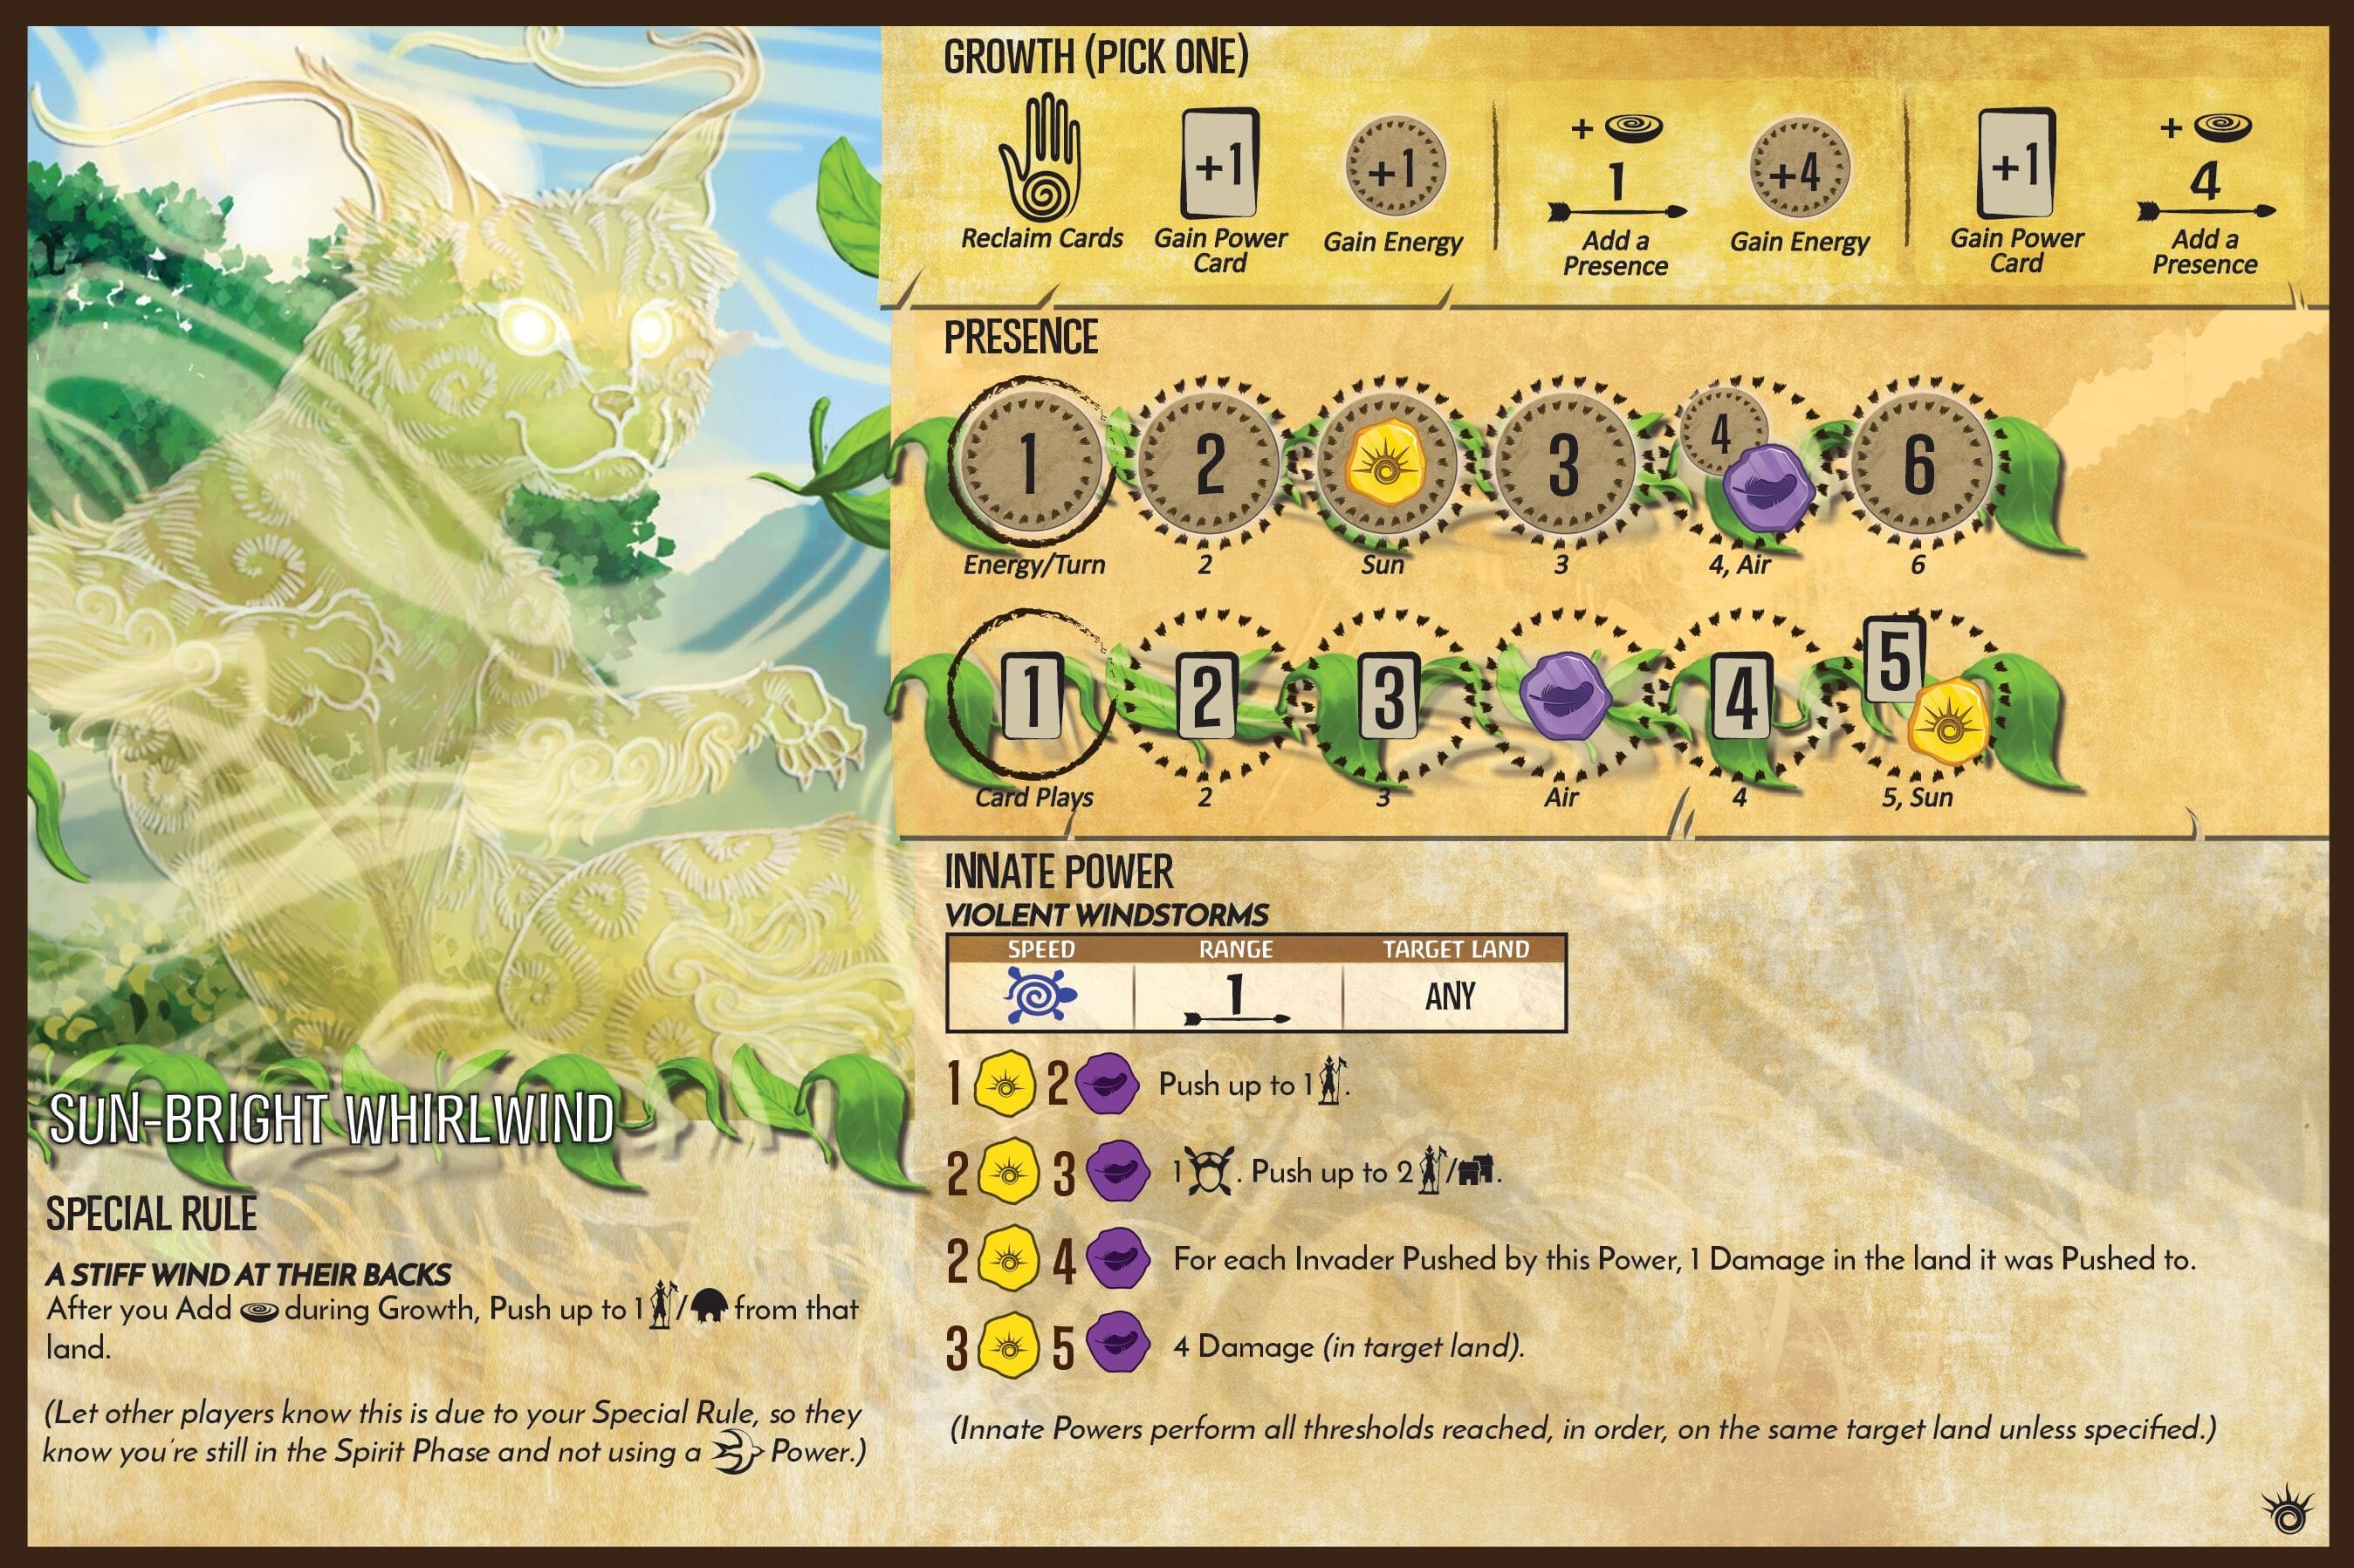 GROWTH (PICK ONE)
+1 +1 + 1 +4 +1 + 4
Reclaim Cards Gain Power Card Gain Energy Add a Presence Gain Energy Gain Power Card Add a Presence
PRESENCE
1 2 3 4 6
Energy/Turn 2 Sun 3 4, Air 6
1 2 3 4 5
Card Plays 2 3 Air 4 5, Sun
INNATE POWER
VIOLENT WINDSTORMS
SPEED RANGE TARGET LAND
1 ANY
1 2 Push up to 1.
2 3 1. Push up to 2/.
2 4 For each Invader Pushed by this Power, 1 Damage in the land it was Pushed to.
3 5 4 Damage (in target land).
(Innate Powers perform all thresholds reached, in order, on the same target land unless specified.)
SUN-BRIGHT WHIRLWIND
SPECIAL RULE
A STIFF WIND AT THEIR BACKS
After you Add during Growth, Push up to 1/ from that
land.
(Let other players know this is due to your Special Rule, so they
know you're still in the Spirit Phase and not using a Power.)